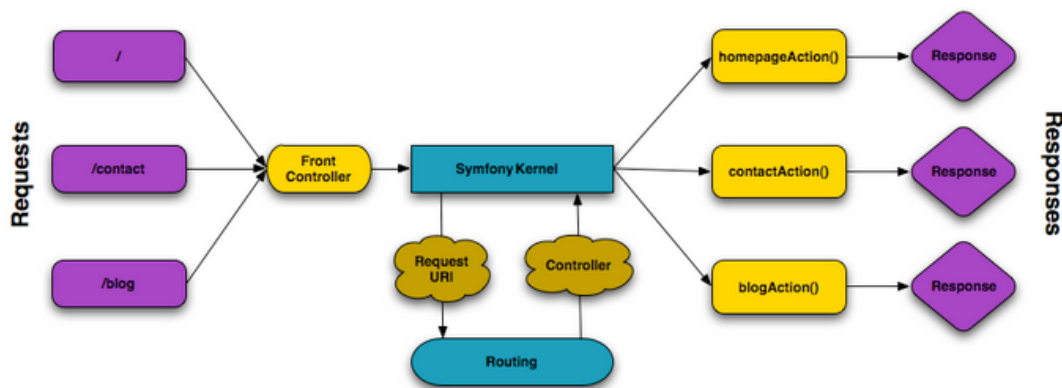 Requests
/
/contact
/blog
Front
Controller
Symfony Kernel
Request
URI
Controller
Routing
homepageAction()
contactAction()
blogAction()
Response
Response
Response
Responses